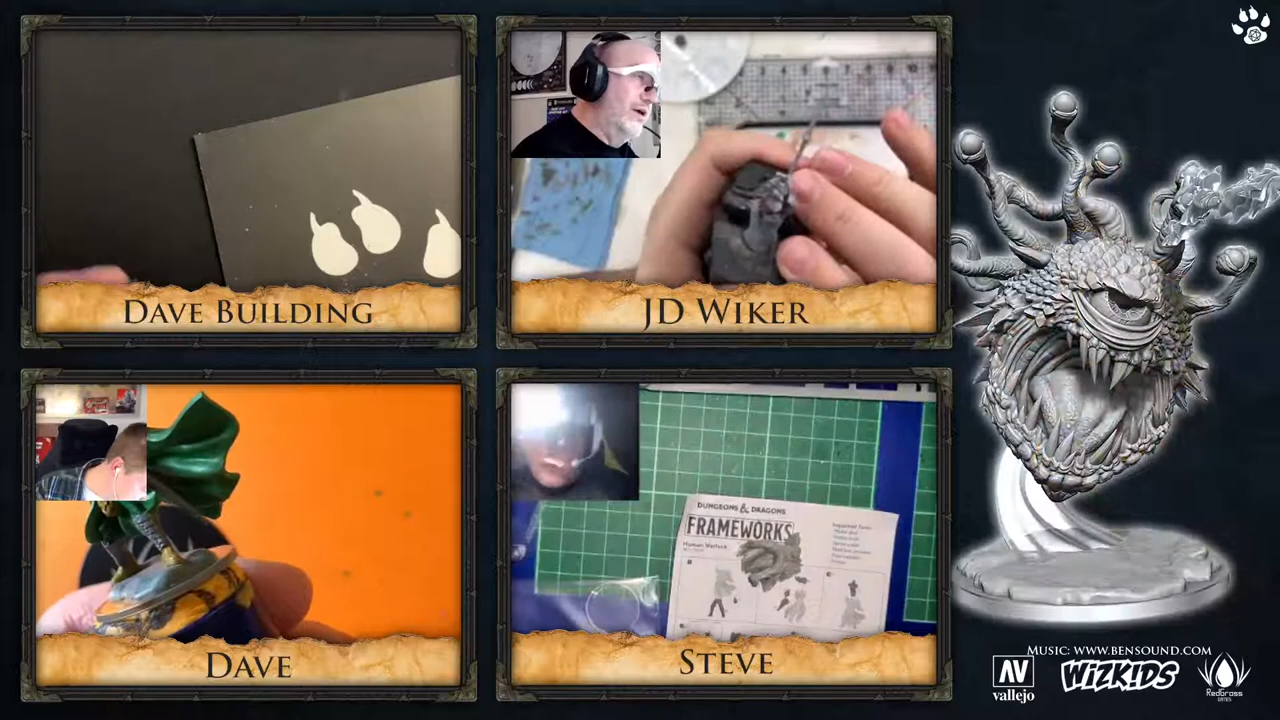 DAVE BUILDING
JD WIKER
DAVE
STEVE
DUNGEONS & DRAGONS
FRAMEWORKS
Human Warlock
MUSIC: WWW.BENSOUND.COM
AV
vallejo
WIZKIDS
RedGrass
GAMES